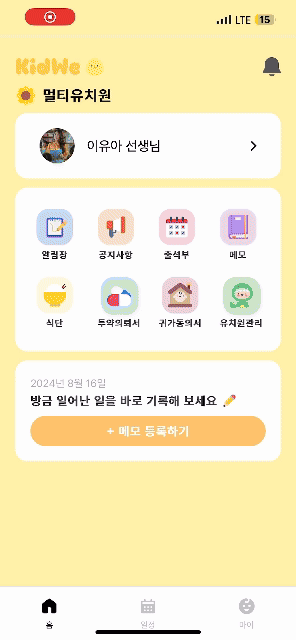 LTE 15
KidWe
멀티유치원
이유아 선생님
알림장 공지사항 출석부 메모
식단 투약의뢰서 귀가동의서 유치원관리
2024년 8월 16일
방금 일어난 일을 바로 기록해 보세요
+ 메모 등록하기
홈 일정 마이